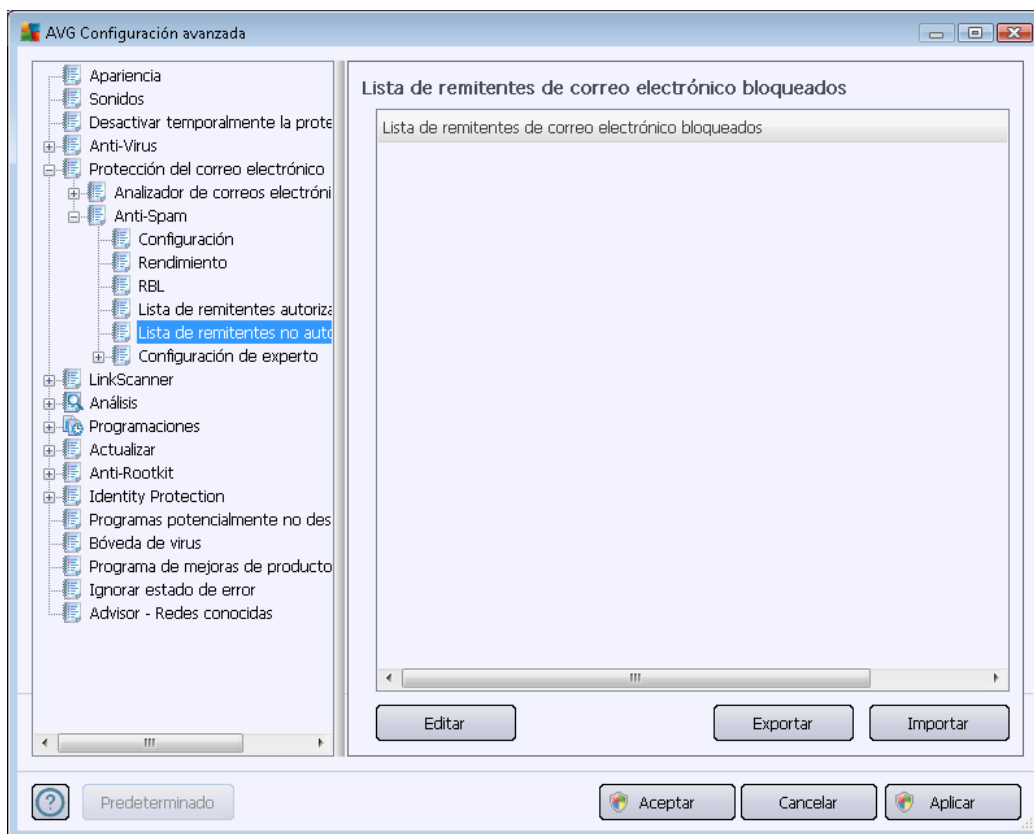 AVG Configuración avanzada
Apariencia
Sonidos
Desactivar temporalmente la prote
Anti-Virus
Protección del correo electrónico
Analizador de correos electróni
Anti-Spam
Configuración
Rendimiento
RBL
Lista de remitentes autoriza
Lista de remitentes no auto
Configuración de experto
LinkScanner
Análisis
Programaciones
Actualizar
Anti-Rootkit
Identity Protection
Programas potencialmente no des
Bóveda de virus
Programa de mejoras de producto
Ignorar estado de error
Advisor - Redes conocidas
Lista de remitentes de correo electrónico bloqueados
Lista de remitentes de correo electrónico bloqueados
Editar
Exportar
Importar
Predeterminado
Aceptar
Cancelar
Aplicar